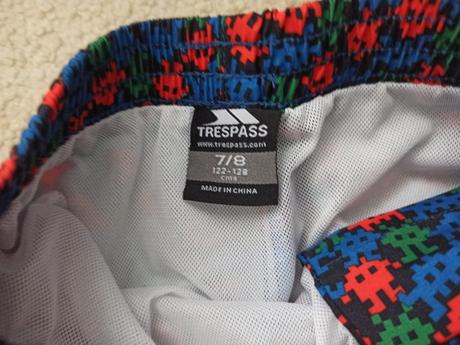 TRESPASS
www.trespass.com
7/8
122-128
CMS
MADE IN CHINA